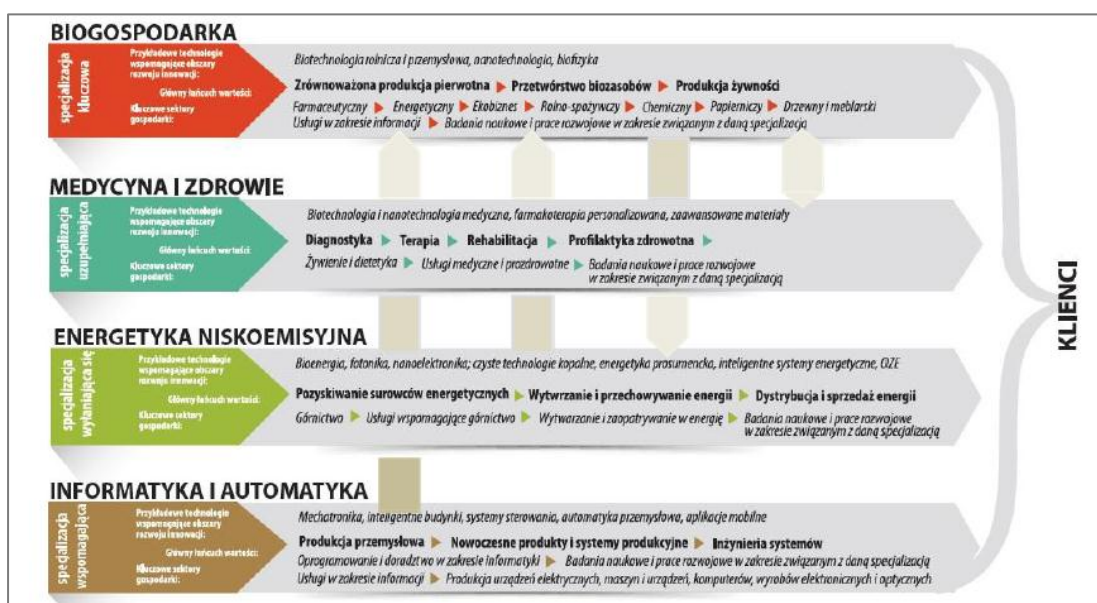 BIOGOSPODARKA
specjalizacja
kluczowa
Przykładowe technologie
wspomagające obszary
rozwoju innowacji:
Biotechnologia rolnicza i przemysłowa, nanotechnologia, biofizyka
Główny łańcuch wartości:
Zrównoważona produkcja pierwotna Przetwórstwo biozasobów Produkcja żywności
Kluczowe sektory
gospodarki:
Farmaceutyczny Energetyczny Ekobiznes Rolno-spożywczy Chemiczny Papierniczy Drzewny i meblarski
Usługi w zakresie informacji Badania naukowe i prace rozwojowe w zakresie związanym z daną specjalizacją
MEDYCYNA I ZDROWIE
specjalizacja
uzupełniająca
Przykładowe technologie
wspomagające obszary
rozwoju innowacji:
Biotechnologia i nanotechnologia medyczna, farmakoterapia personalizowana, zaawansowane materiały
Główny łańcuch wartości:
Diagnostyka Terapia Rehabilitacja Profilaktyka zdrowotna
Kluczowe sektory
gospodarki:
Żywienie i dietetyka Usługi medyczne i prozdrowotne Badania naukowe i prace rozwojowe
w zakresie związanym z daną specjalizacją
ENERGETYKA NISKOEMISYJNA
specjalizacja
wyłaniająca się
Przykładowe technologie
wspomagające obszary
rozwoju innowacji:
Bioenergia, fotonika, nanoelektronika; czyste technologie kopalne, energetyka prosumencka, inteligentne systemy energetyczne, OZE
Główny łańcuch wartości:
Pozyskiwanie surowców energetycznych Wytwrzanie i przechowywanie energii Dystrybucja i sprzedaż energii
Kluczowe sektory
gospodarki:
Górnictwo Usługi wspomagające górnictwo Wytwarzanie i zaopatrywanie w energię Badania naukowe i prace rozwojowe
w zakresie związanym z daną specjalizacją
INFORMATYKA I AUTOMATYKA
specjalizacja
wspomagająca
Przykładowe technologie
wspomagające obszary
rozwoju innowacji:
Mechatronika, inteligentne budynki, systemy sterowania, automatyka przemysłowa, aplikacje mobilne
Główny łańcuch wartości:
Produkcja przemysłowa Nowoczesne produkty i systemy produkcyjne Inżynieria systemów
Kluczowe sektory
gospodarki:
Oprogramowanie i doradztwo w zakresie informatyki Badania naukowe i prace rozwojowe w zakresie związanym z daną specjalizacją
Usługi w zakresie informacji Produkcja urządzeń elektrycznych, maszyn i urządzeń, komputerów, wyrobów elektronicznych i optycznych
KLIENCI